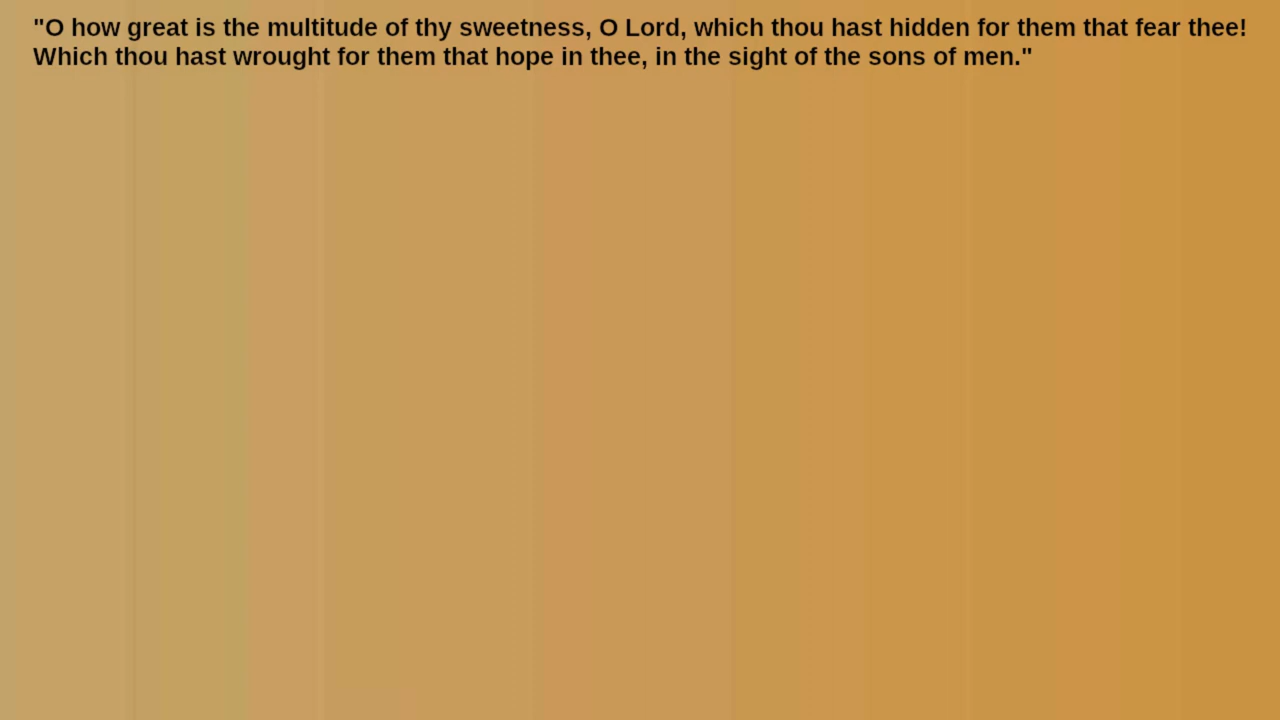 "O how great is the multitude of thy sweetness, O Lord, which thou hast hidden for them that fear thee!
Which thou hast wrought for them that hope in thee, in the sight of the sons of men."